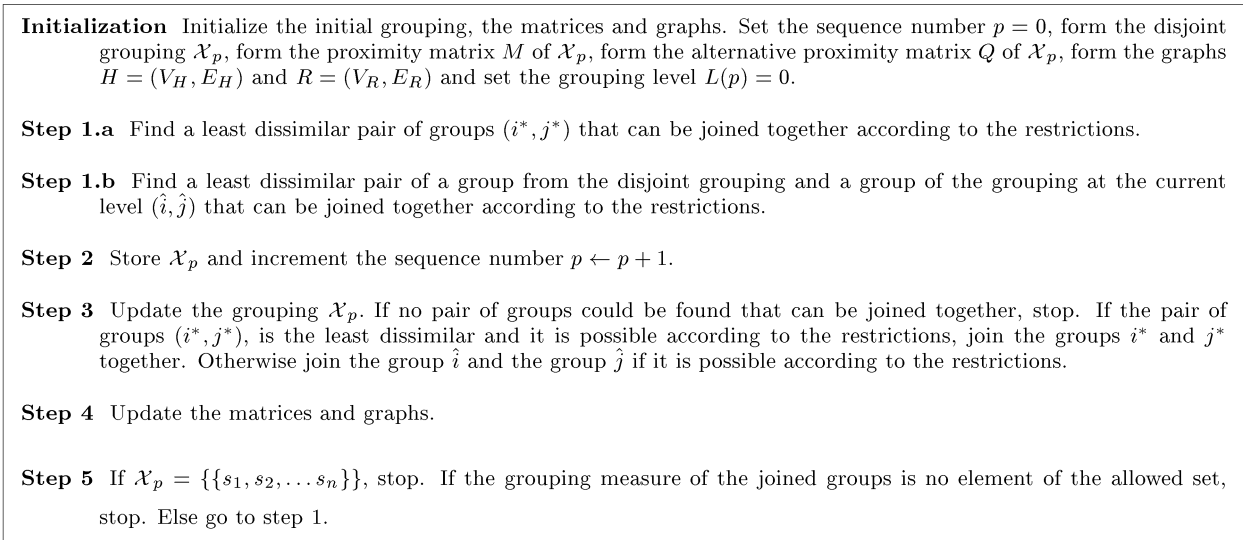 Initialization Initialize the initial grouping, the matrices and graphs. Set the sequence number p = 0, form the disjoint
grouping 𝒳ₚ, form the proximity matrix M of 𝒳ₚ, form the alternative proximity matrix Q of 𝒳ₚ, form the graphs
H = (V_H, E_H) and R = (V_R, E_R) and set the grouping level L(p) = 0.
Step 1.a Find a least dissimilar pair of groups (i*, j*) that can be joined together according to the restrictions.
Step 1.b Find a least dissimilar pair of a group from the disjoint grouping and a group of the grouping at the current
level (î, ĵ) that can be joined together according to the restrictions.
Step 2 Store 𝒳ₚ and increment the sequence number p ← p + 1.
Step 3 Update the grouping 𝒳ₚ. If no pair of groups could be found that can be joined together, stop. If the pair of
groups (i*, j*), is the least dissimilar and it is possible according to the restrictions, join the groups i* and j*
together. Otherwise join the group î and the group ĵ if it is possible according to the restrictions.
Step 4 Update the matrices and graphs.
Step 5 If 𝒳ₚ = {{s₁, s₂, . . . sₙ}}, stop. If the grouping measure of the joined groups is no element of the allowed set,
stop. Else go to step 1.